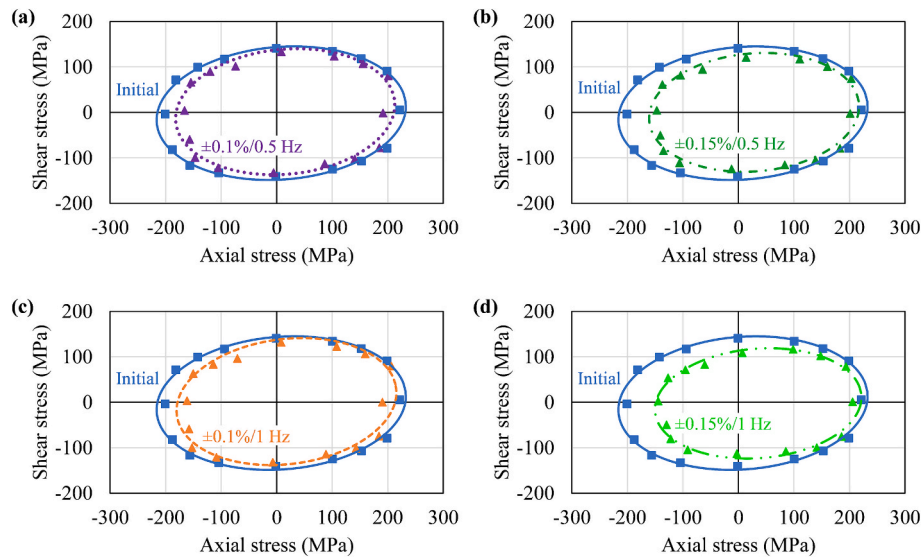 (a)
200
100
0
-100
-200
-300 -200 -100 0 100 200 300
Shear stress (MPa)
Axial stress (MPa)
Initial
±0.1%/0.5 Hz
(b)
200
100
0
-100
-200
-300 -200 -100 0 100 200 300
Shear stress (MPa)
Axial stress (MPa)
Initial
±0.15%/0.5 Hz
(c)
200
100
0
-100
-200
-300 -200 -100 0 100 200 300
Shear stress (MPa)
Axial stress (MPa)
Initial
±0.1%/1 Hz
(d)
200
100
0
-100
-200
-300 -200 -100 0 100 200 300
Shear stress (MPa)
Axial stress (MPa)
Initial
±0.15%/1 Hz